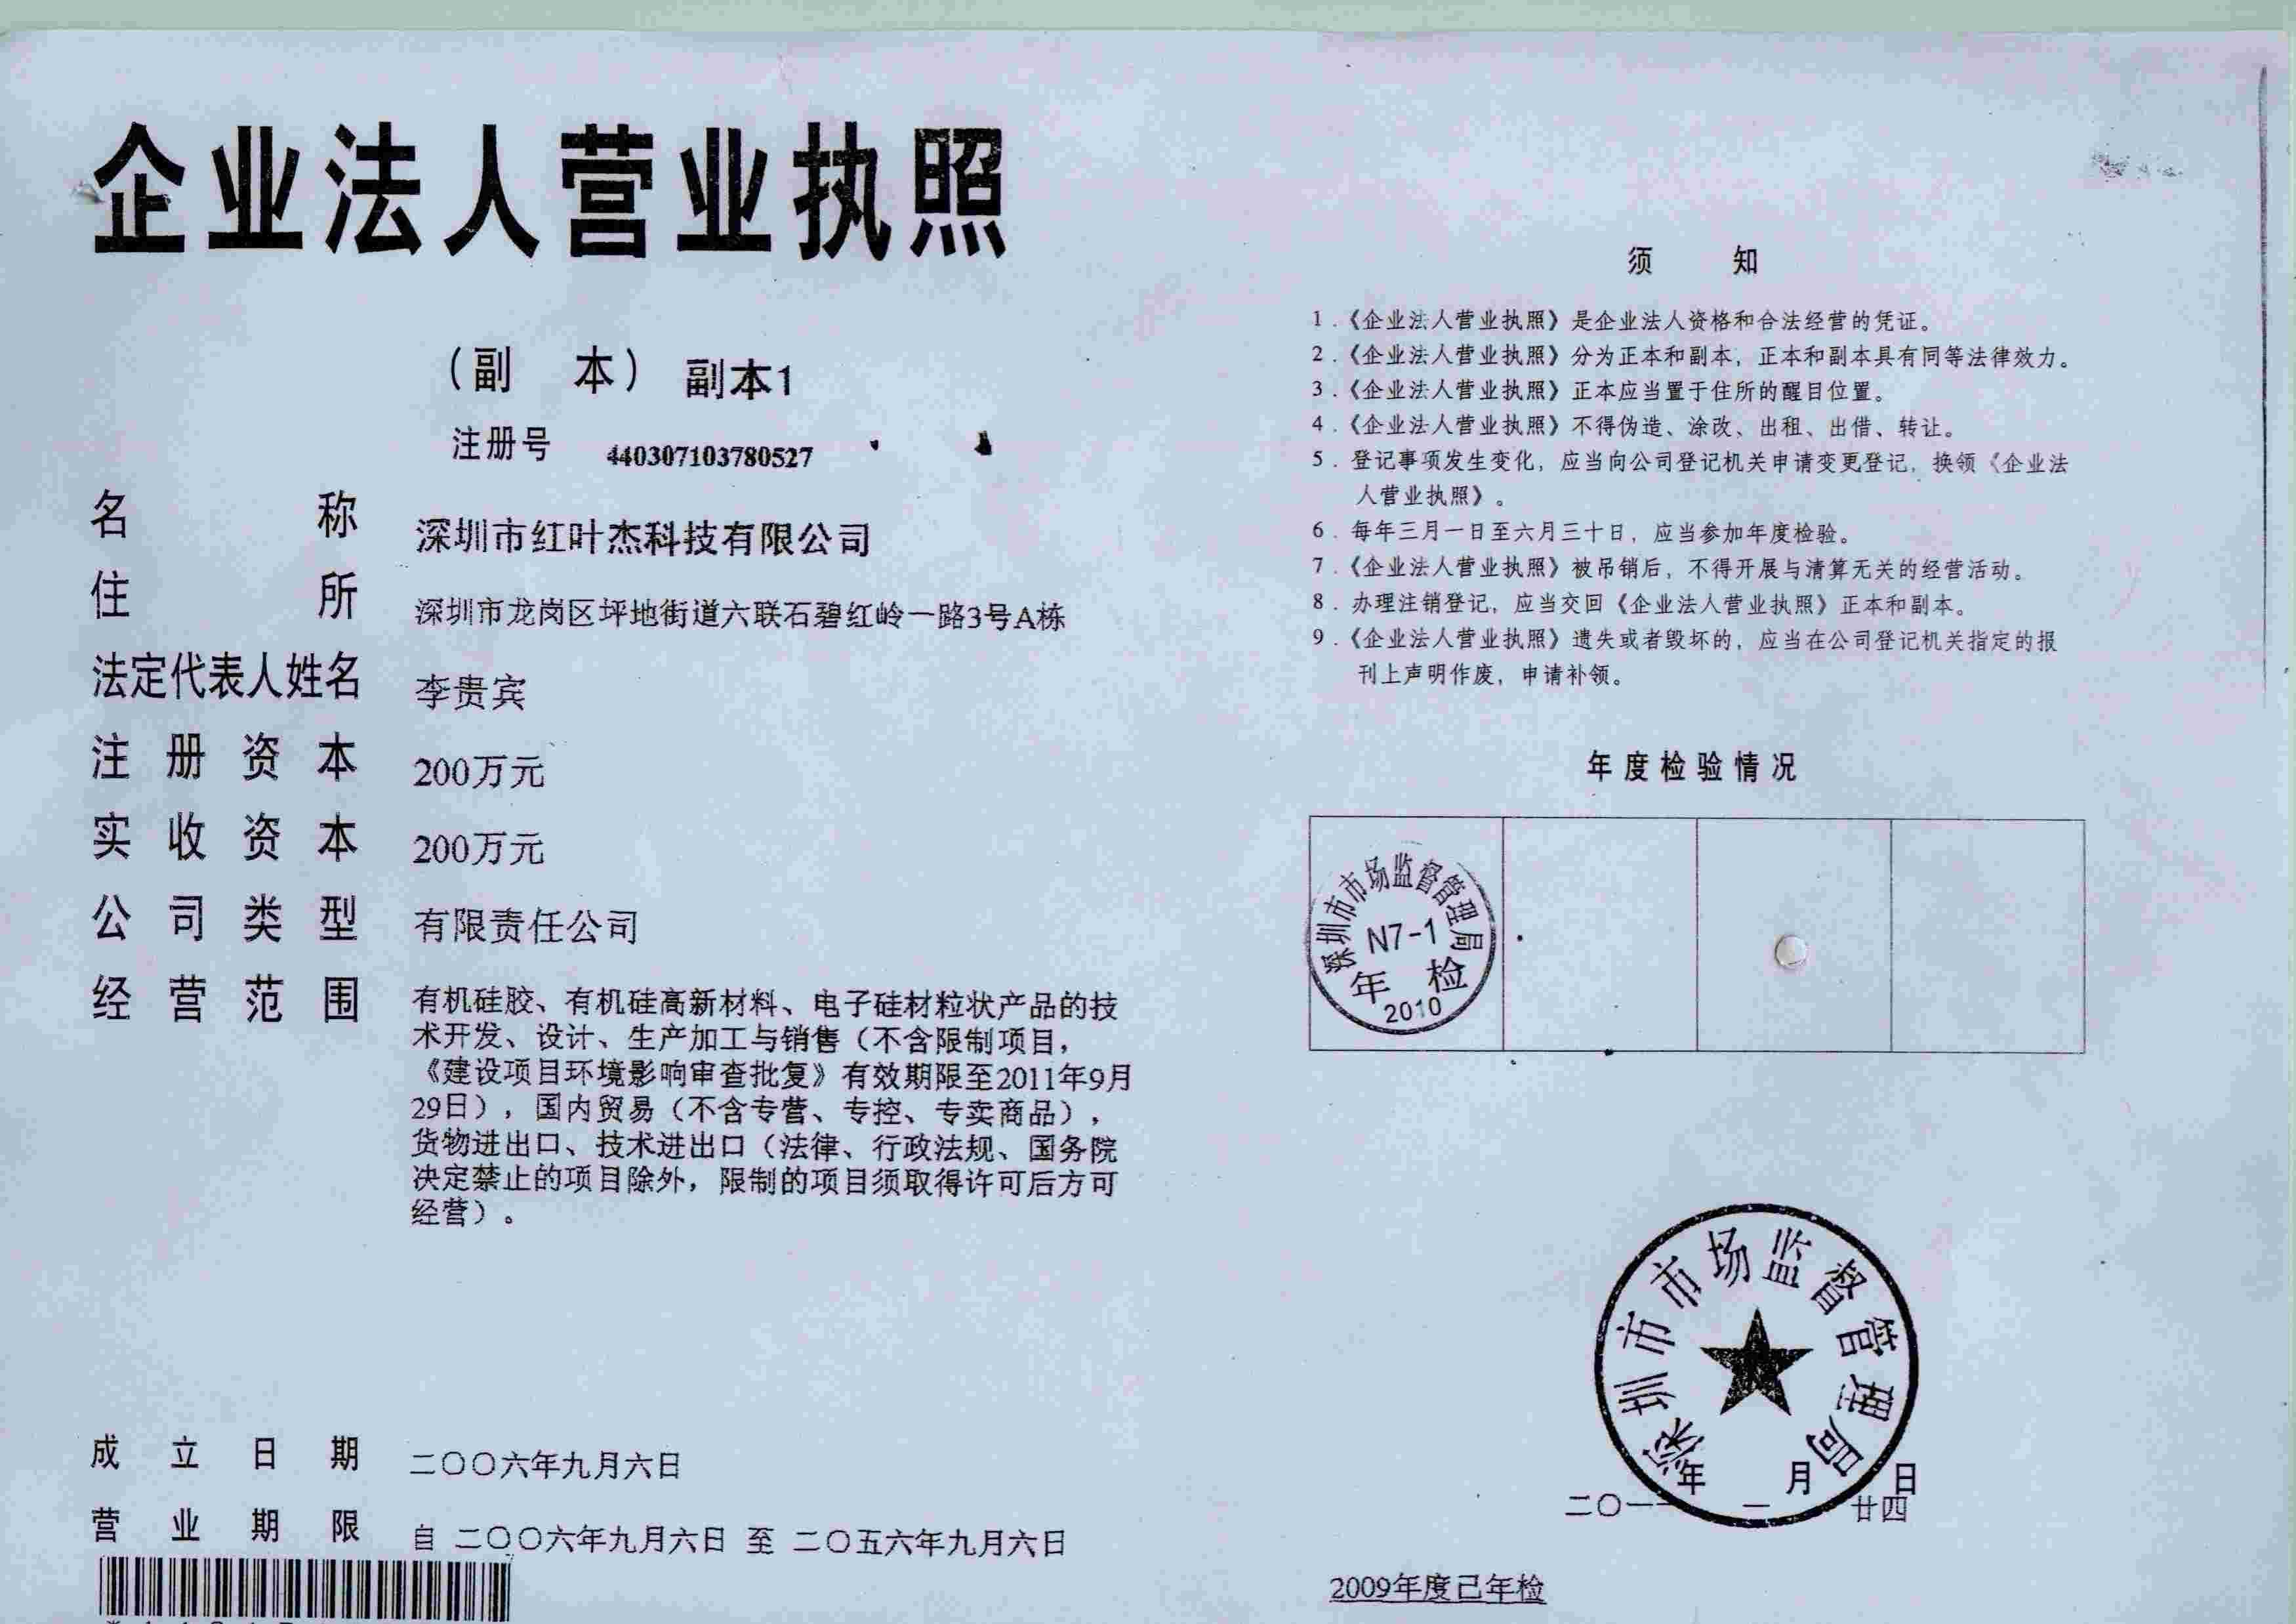 企业法人营业执照
（副 本） 副本1
注册号 440307103780527
名 称 深圳市红叶杰科技有限公司
住 所 深圳市龙岗区坪地街道六联石碧红岭一路3号A栋
法定代表人姓名 李贵宾
注 册 资 本 200万元
实 收 资 本 200万元
公 司 类 型 有限责任公司
经 营 范 围 有机硅胶、有机硅高新材料、电子硅材粒状产品的技
术开发、设计、生产加工与销售（不含限制项目，
《建设项目环境影响审查批复》有效期限至2011年9月
29日），国内贸易（不含专营、专控、专卖商品），
货物进出口、技术进出口（法律、行政法规、国务院
决定禁止的项目除外，限制的项目须取得许可后方可
经营）。
成 立 日 期 二〇〇六年九月六日
营 业 期 限 自 二〇〇六年九月六日 至 二〇五六年九月六日
须 知
1．《企业法人营业执照》是企业法人资格和合法经营的凭证。
2．《企业法人营业执照》分为正本和副本，正本和副本具有同等法律效力。
3．《企业法人营业执照》正本应当置于住所的醒目位置。
4．《企业法人营业执照》不得伪造、涂改、出租、出借、转让。
5．登记事项发生变化，应当向公司登记机关申请变更登记，换领《企业法
人营业执照》。
6．每年三月一日至六月三十日，应当参加年度检验。
7．《企业法人营业执照》被吊销后，不得开展与清算无关的经营活动。
8．办理注销登记，应当交回《企业法人营业执照》正本和副本。
9．《企业法人营业执照》遗失或者毁坏的，应当在公司登记机关指定的报
刊上声明作废，申请补领。
年度检验情况
深圳市市场监督管理局
N7-1
年 检
2010
深圳市市场监督管理局
年 月 日
二〇一一 一 廿四
2009年度已年检